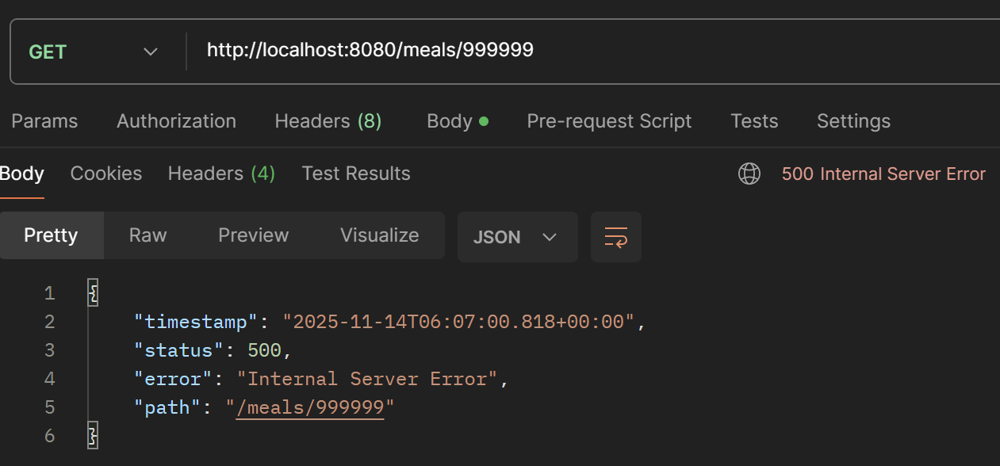 GET http://localhost:8080/meals/999999
Params Authorization Headers (8) Body Pre-request Script Tests Settings
Body Cookies Headers (4) Test Results 500 Internal Server Error
Pretty Raw Preview Visualize JSON
1 {
2 "timestamp": "2025-11-14T06:07:00.818+00:00",
3 "status": 500,
4 "error": "Internal Server Error",
5 "path": "/meals/999999"
6 }